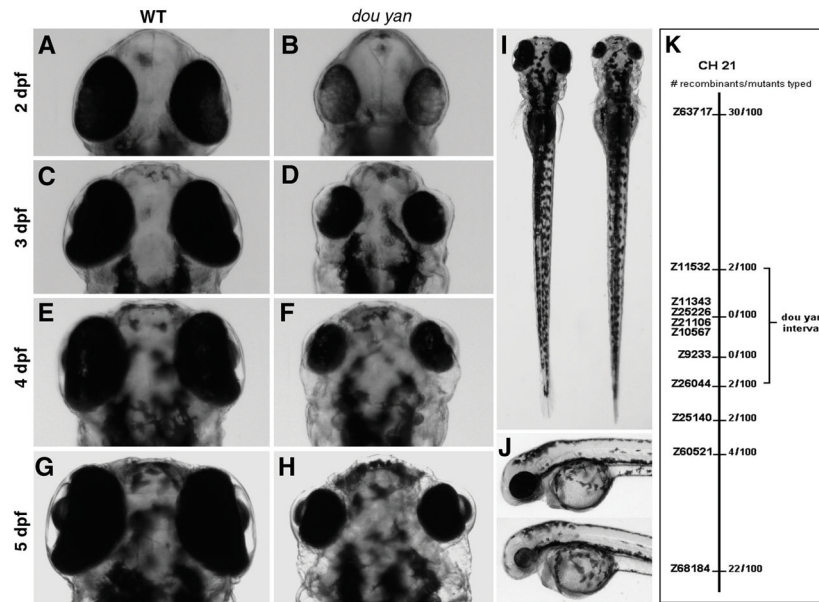 WT
dou yan
2 dpf
3 dpf
4 dpf
5 dpf
A
B
C
D
E
F
G
H
I
J
K
CH 21
# recombinants/mutants typed
Z63717 30/100
Z11532 2/100
Z11343
Z25226
Z21106 0/100
Z10567
Z9233 0/100
Z26044 2/100
Z25140 2/100
Z60521 4/100
Z68184 22/100
dou yan
interva